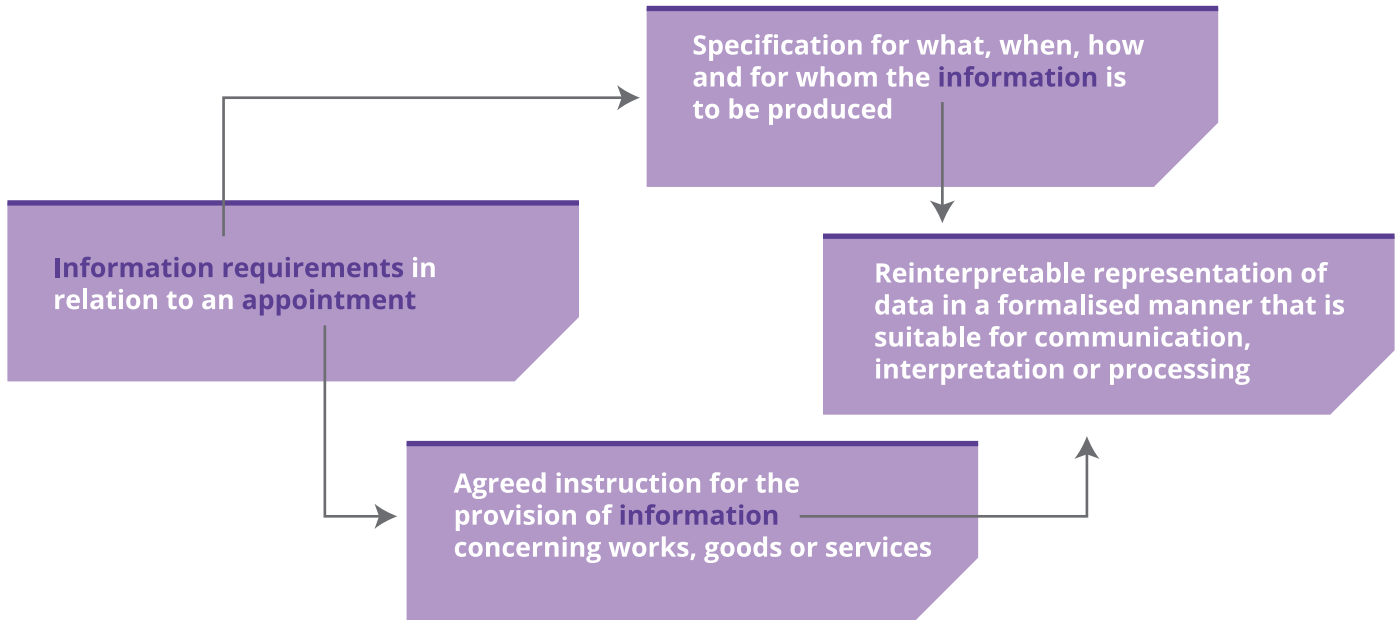 Specification for what, when, how
and for whom the information is
to be produced
Information requirements in
relation to an appointment
Reinterpretable representation of
data in a formalised manner that is
suitable for communication,
interpretation or processing
Agreed instruction for the
provision of information
concerning works, goods or services